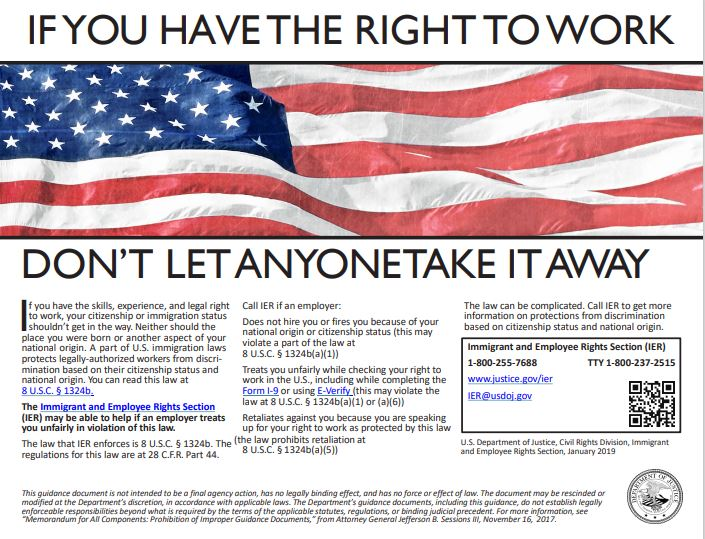 IF YOU HAVE THE RIGHT TO WORK
DON'T LET ANYONE TAKE IT AWAY
If you have the skills, experience, and legal right
to work, your citizenship or immigration status
shouldn't get in the way. Neither should the
place you were born or another aspect of your
national origin. A part of U.S. immigration laws
protects legally-authorized workers from discri-
mination based on their citizenship status and
national origin. You can read this law at
8 U.S.C. § 1324b.
The Immigrant and Employee Rights Section
(IER) may be able to help if an employer treats
you unfairly in violation of this law.
The law that IER enforces is 8 U.S.C. § 1324b. The
regulations for this law are at 28 C.F.R. Part 44.
Call IER if an employer:
Does not hire you or fires you because of your
national origin or citizenship status (this may
violate a part of the law at
8 U.S.C. § 1324b(a)(1))
Treats you unfairly while checking your right to
work in the U.S., including while completing the
Form I-9 or using E-Verify (this may violate the
law at 8 U.S.C. § 1324b(a)(1) or (a)(6))
Retaliates against you because you are speaking
up for your right to work as protected by this law
(the law prohibits retaliation at
8 U.S.C. § 1324b(a)(5))
The law can be complicated. Call IER to get more
information on protections from discrimination
based on citizenship status and national origin.
Immigrant and Employee Rights Section (IER)
1-800-255-7688 TTY 1-800-237-2515
www.justice.gov/ier
IER@usdoj.gov
U.S. Department of Justice, Civil Rights Division, Immigrant
and Employee Rights Section, January 2019
This guidance document is not intended to be a final agency action, has no legally binding effect, and has no force or effect of law. The document may be rescinded or
modified at the Department's discretion, in accordance with applicable laws. The Department's guidance documents, including this guidance, do not establish legally
enforceable responsibilities beyond what is required by the terms of the applicable statutes, regulations, or binding judicial precedent. For more information, see
"Memorandum for All Components: Prohibition of Improper Guidance Documents," from Attorney General Jefferson B. Sessions III, November 16, 2017.
DEPARTMENT OF JUSTICE